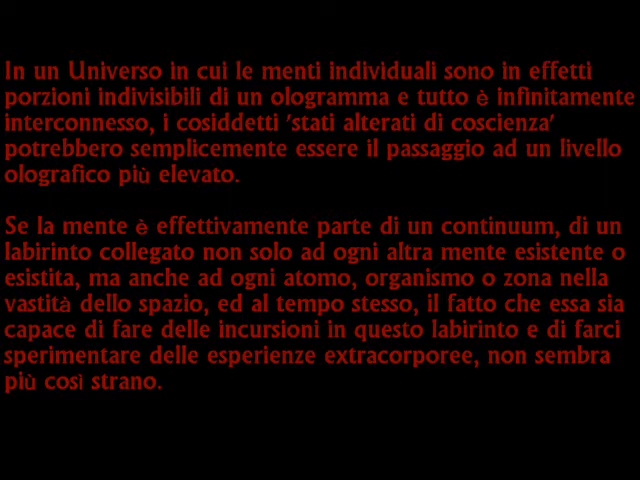 In un Universo in cui le menti individuali sono in effetti
porzioni indivisibili di un ologramma e tutto è infinitamente
interconnesso, i cosiddetti 'stati alterati di coscienza'
potrebbero semplicemente essere il passaggio ad un livello
olografico più elevato.
Se la mente è effettivamente parte di un continuum, di un
labirinto collegato non solo ad ogni altra mente esistente o
esistita, ma anche ad ogni atomo, organismo o zona nella
vastità dello spazio, ed al tempo stesso, il fatto che essa sia
capace di fare delle incursioni in questo labirinto e di farci
sperimentare delle esperienze extracorporee, non sembra
più così strano.